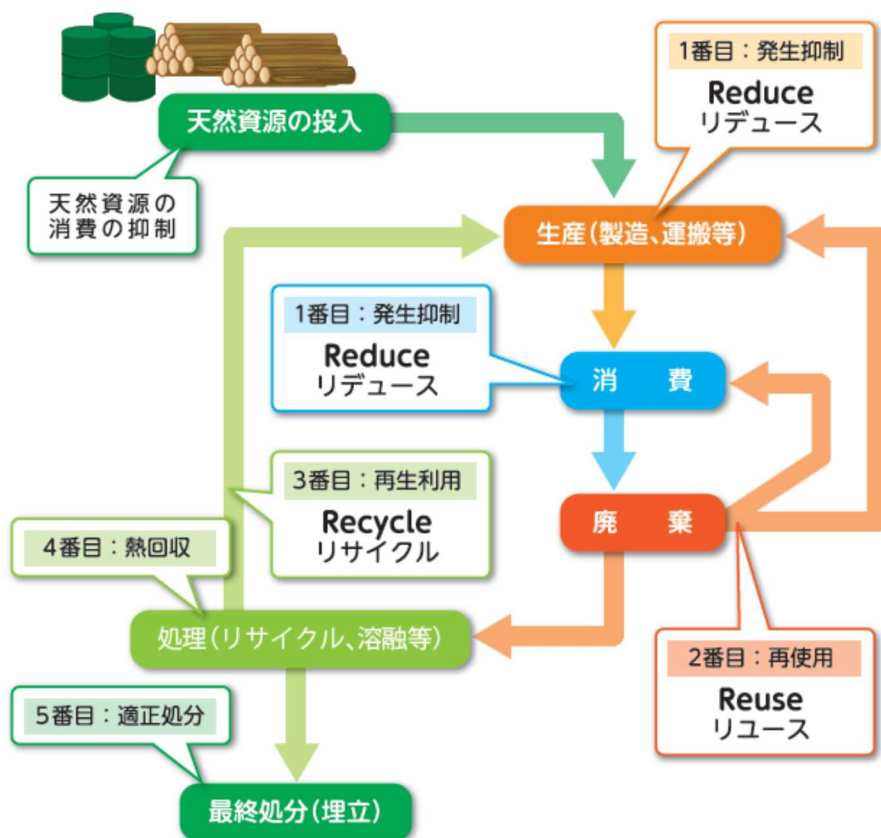 1番目：発生抑制
Reduce
リデュース
天然資源の投入
天然資源の
消費の抑制
生産(製造、運搬等)
1番目：発生抑制
Reduce
リデュース
消　費
3番目：再生利用
Recycle
リサイクル
廃　棄
4番目：熱回収
処理(リサイクル、溶融等)
2番目：再使用
Reuse
リユース
5番目：適正処分
最終処分(埋立)